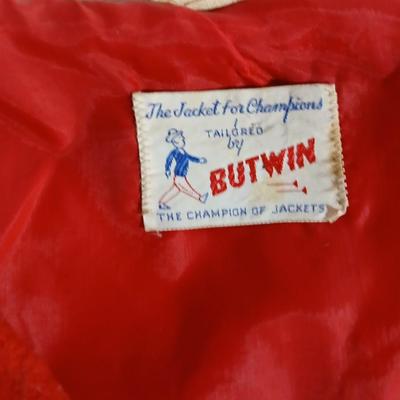 The Jacket For Champions
TAILORED
by
BUTWIN
THE CHAMPION OF JACKETS